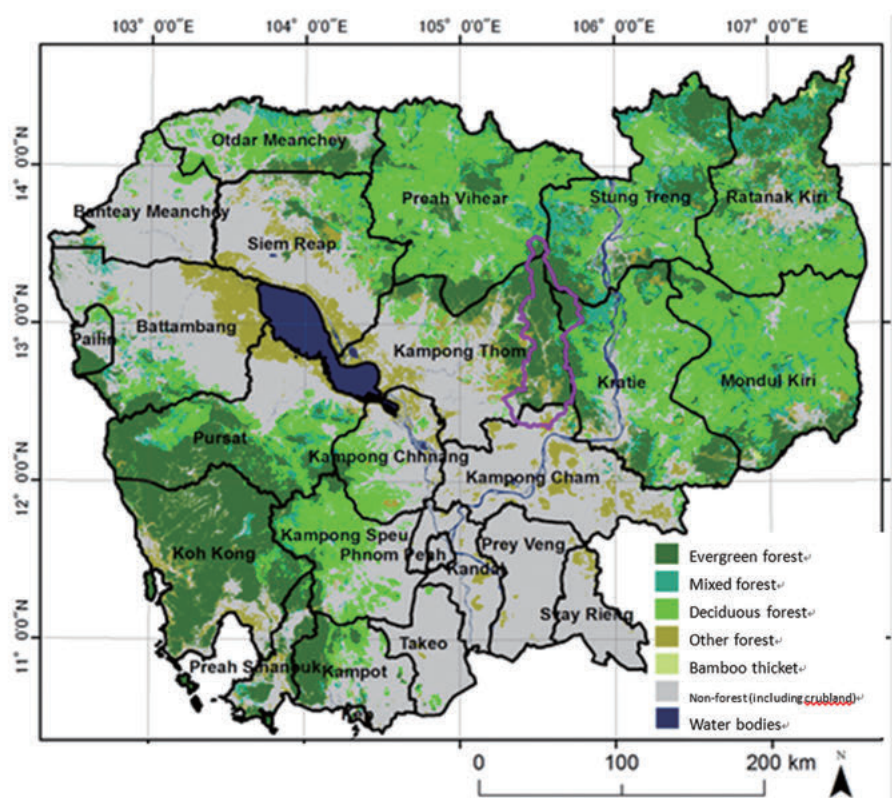 103° 0'0"E
104° 0'0"E
105° 0'0"E
106° 0'0"E
107° 0'0"E
14° 0'0"N
13° 0'0"N
12° 0'0"N
11° 0'0"N
Otdar Meanchey
Banteay Meanchey
Siem Reap
Preah Vihear
Stung Treng
Ratanak Kiri
Battambang
Pailin
Kampong Thom
Kratie
Mondul Kiri
Pursat
Kampong Chhnang
Kampong Cham
Koh Kong
Kampong Speu
Phnom Penh
Kandal
Prey Veng
Svay Rieng
Takeo
Preah Sihanouk
Kampot
Evergreen forest
Mixed forest
Deciduous forest
Other forest
Bamboo thicket
Non-forest (including crubland)
Water bodies
0 100 200 km
N